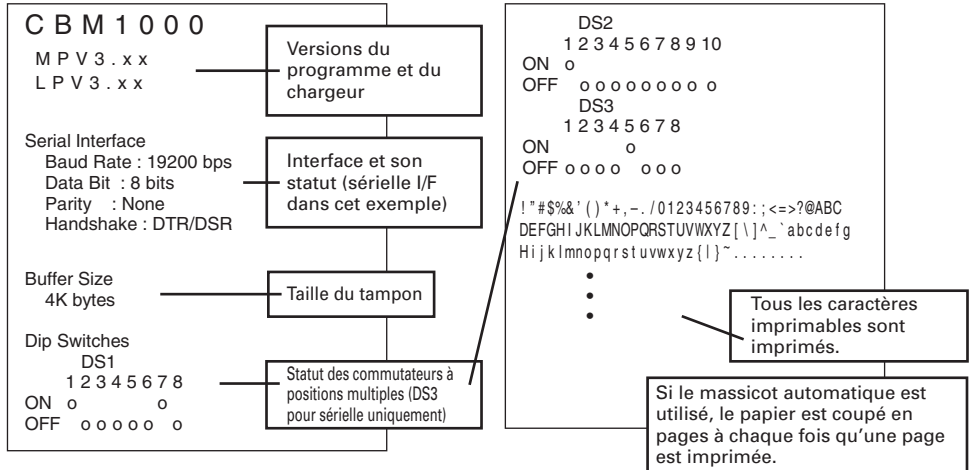 CBM1000
MPV3.xx
LPV3.xx
Versions du
programme et du
chargeur
Serial Interface
Baud Rate : 19200 bps
Data Bit : 8 bits
Parity : None
Handshake : DTR/DSR
Interface et son
statut (sérielle I/F
dans cet exemple)
Buffer Size
4K bytes
Taille du tampon
Dip Switches
DS1
1 2 3 4 5 6 7 8
ON o o
OFF o o o o o o
Statut des commutateurs à
positions multiples (DS3
pour sérielle uniquement)
DS2
1 2 3 4 5 6 7 8 9 10
ON o
OFF o o o o o o o o o
DS3
1 2 3 4 5 6 7 8
ON o
OFF o o o o o o o
!"#$%&'()*+,–./0123456789:;<=>?@ABC
DEFGHIJKLMNOPQRSTUVWXYZ[\]^_`abcdefg
Hijklmnopqrstuvwxyz{|}~........
Tous les caractères
imprimables sont
imprimés.
Si le massicot automatique est
utilisé, le papier est coupé en
pages à chaque fois qu'une page
est imprimée.